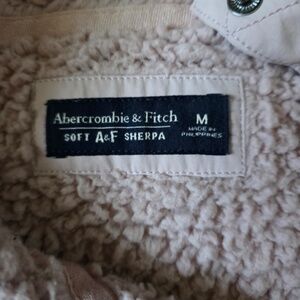 Abercrombie & Fitch
SOFT A&F SHERPA
M
MADE IN
PHILIPPINES